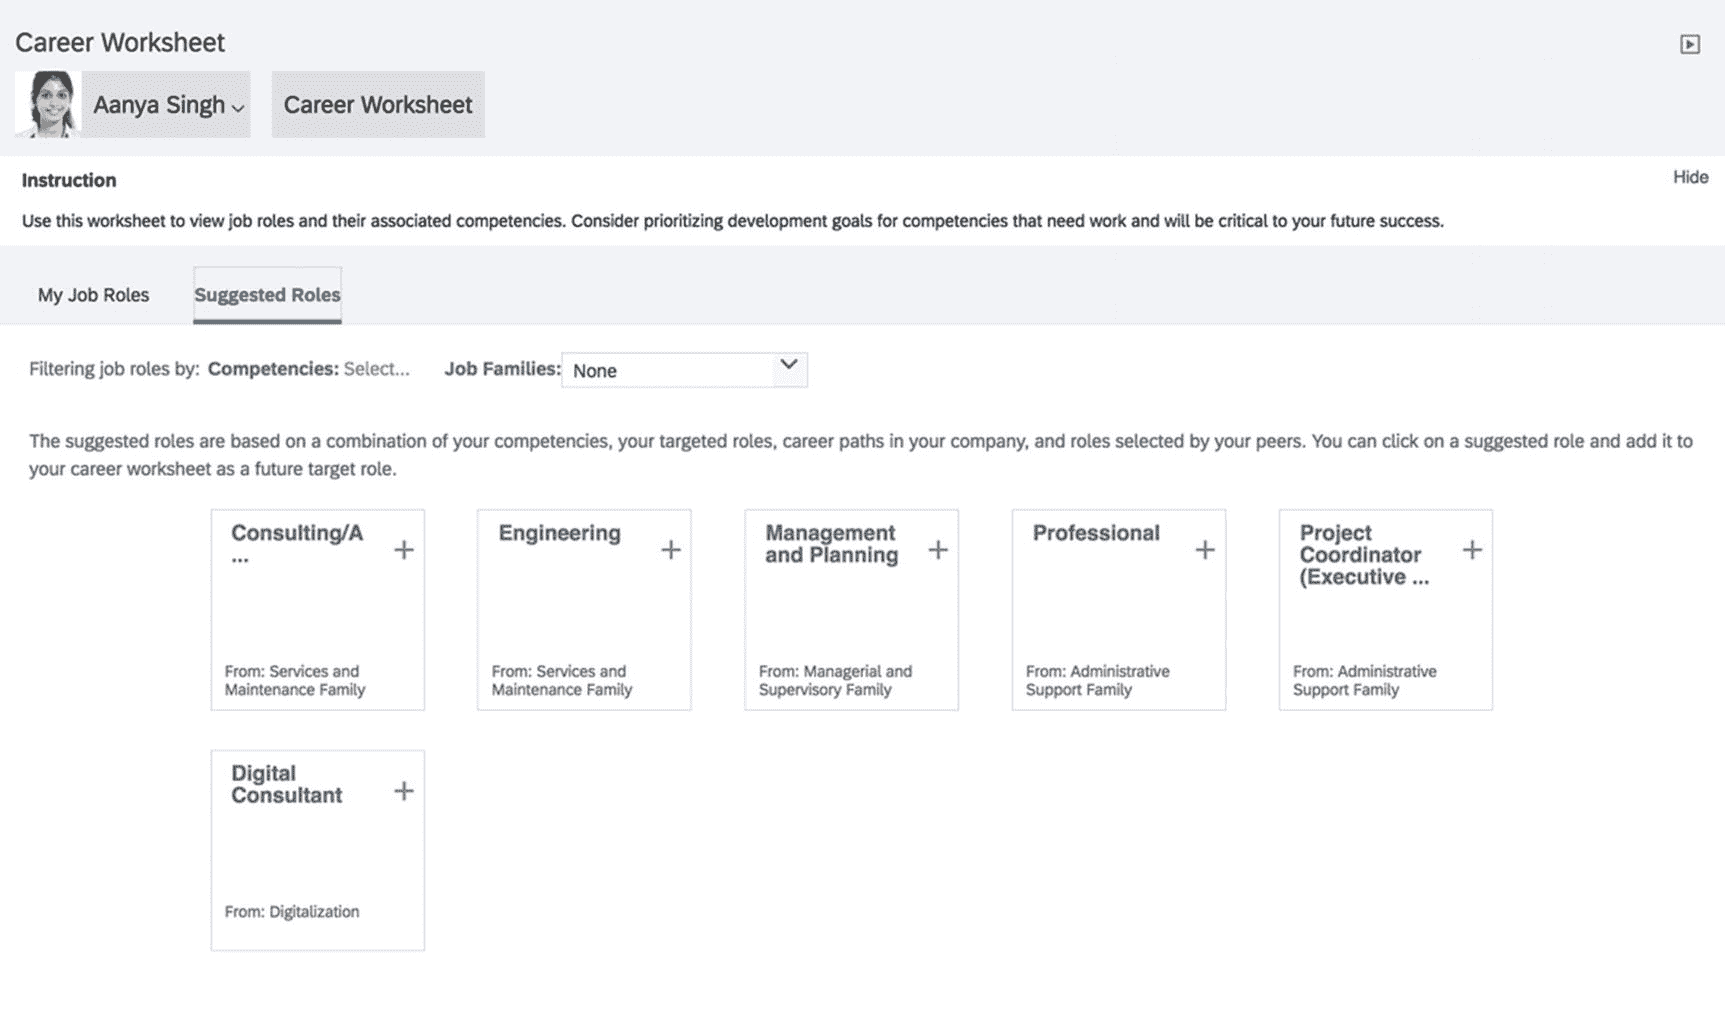 Career Worksheet
Aanya Singh
Career Worksheet
Instruction
Hide
Use this worksheet to view job roles and their associated competencies. Consider prioritizing development goals for competencies that need work and will be critical to your future success.
My Job Roles
Suggested Roles
Filtering job roles by: Competencies: Select... Job Families: None
The suggested roles are based on a combination of your competencies, your targeted roles, career paths in your company, and roles selected by your peers. You can click on a suggested role and add it to
your career worksheet as a future target role.
Consulting/A
...
From: Services and
Maintenance Family
Engineering
From: Services and
Maintenance Family
Management
and Planning
From: Managerial and
Supervisory Family
Professional
From: Administrative
Support Family
Project
Coordinator
(Executive ...
From: Administrative
Support Family
Digital
Consultant
From: Digitalization